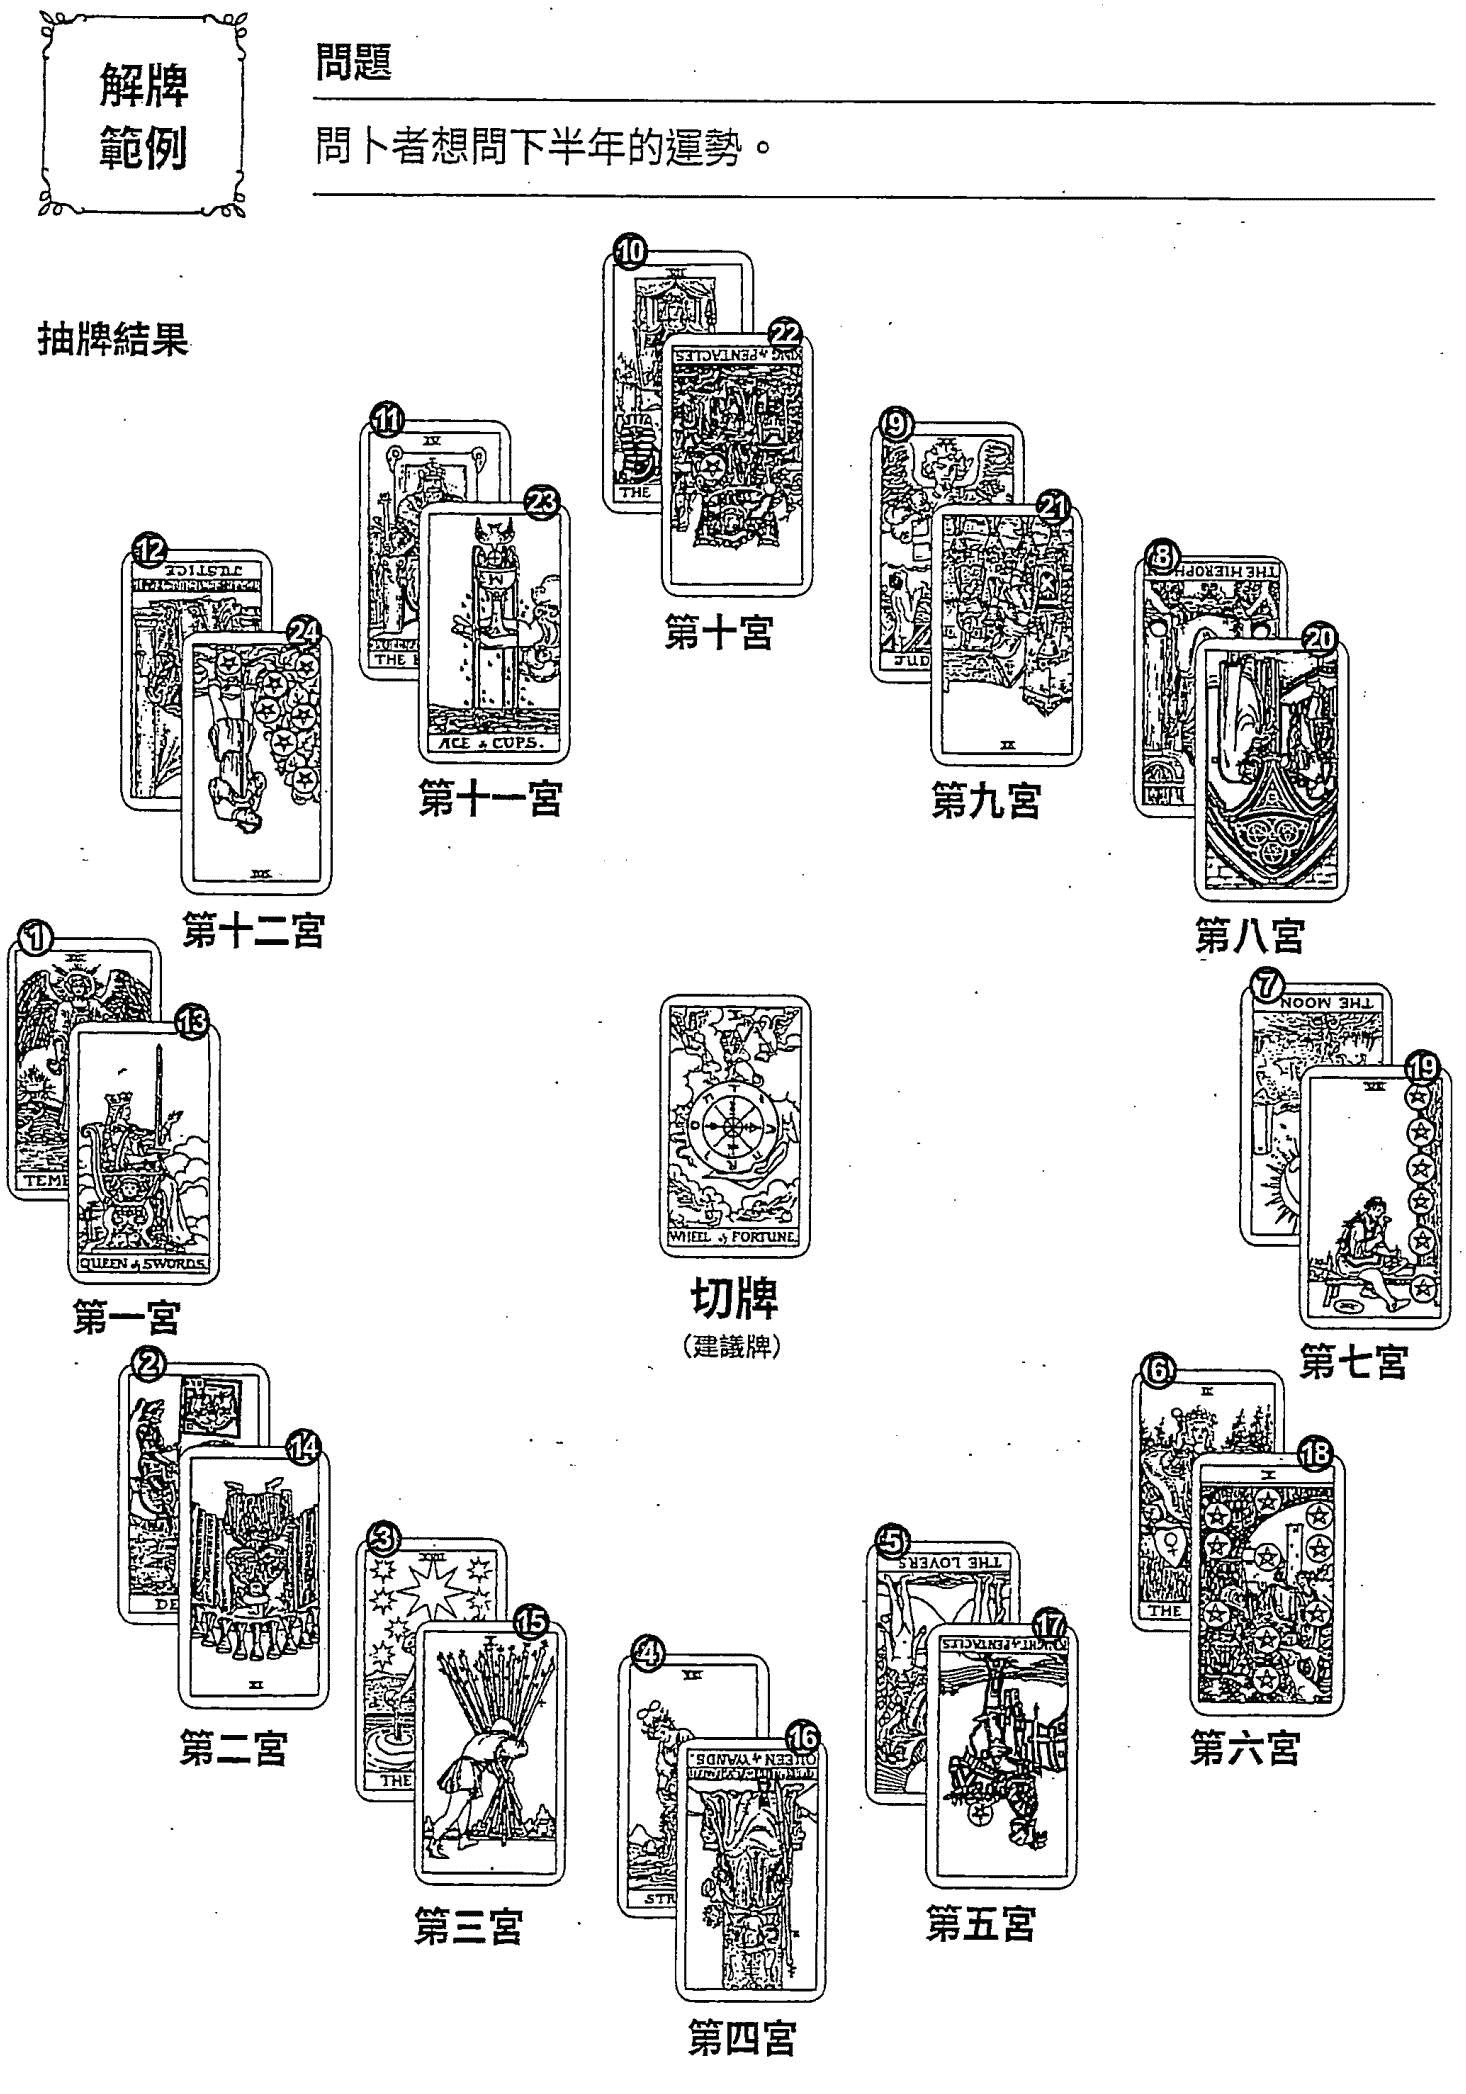 解牌
範例
問題
問卜者想問下半年的運勢。
抽牌結果
10
VII
THE
22
KING of PENTACLES
第十宮
11
IV
THE
23
ACE of CUPS.
第十一宮
9
XX
JUD
21
IX
第九宮
12
JUSTICE
24
VIII
第十二宮
8
THE HIEROPH
20
第八宮
1
TEMP
13
QUEEN of SWORDS.
第一宮
X
WHEEL of FORTUNE.
切牌
(建議牌)
7
THE MOON
19
第七宮
2
DE
14
第二宮
3
XVII
THE
15
X
第三宮
4
STR
16
QUEEN of WANDS.
第四宮
5
THE LOVERS
17
KNIGHT of PENTACLES
第五宮
6
THE
18
X
第六宮